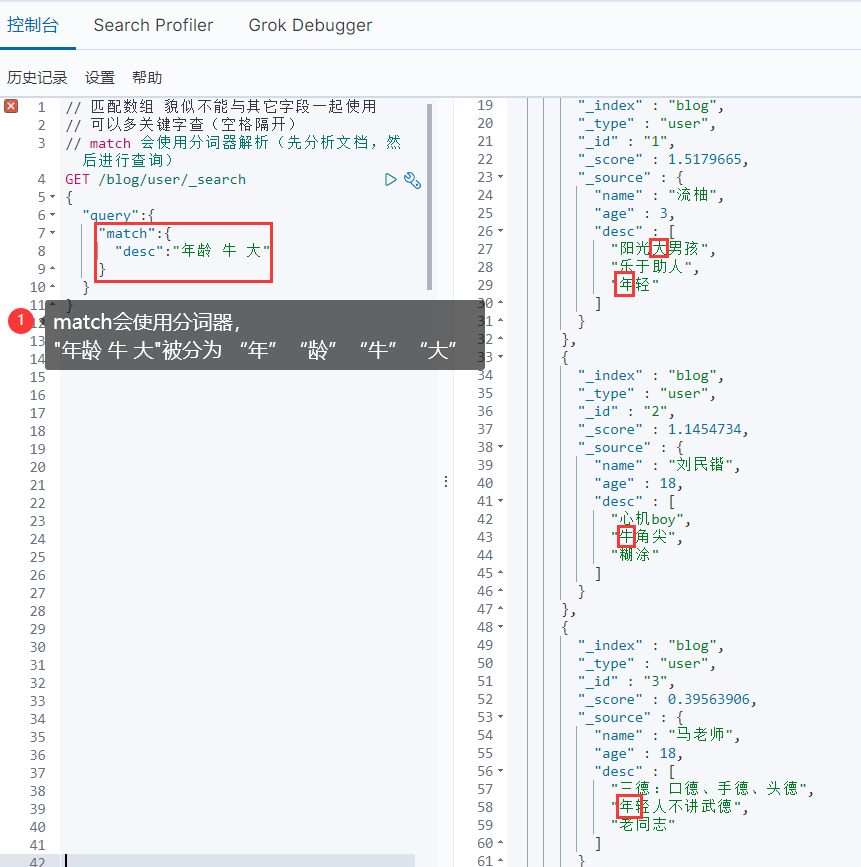 控制台 Search Profiler Grok Debugger
历史记录 设置 帮助
1 // 匹配数组 貌似不能与其它字段一起使用
2 // 可以多关键字查（空格隔开）
3 // match 会使用分词器解析（先分析文档，然
后进行查询）
4 GET /blog/user/_search
5 {
6 "query":{
7 "match":{
8 "desc":"年龄 牛 大"
9 }
10 }
11 }
12
1 match会使用分词器，
"年龄 牛 大"被分为 “年” “龄” “牛” “大”
13
14
15
16
17
18
19
20
21
22
23
24
25
26
27
28
29
30
31
32
33
34
35
36
37
38
39
40
41
42
19 "_index" : "blog",
20 "_type" : "user",
21 "_id" : "1",
22 "_score" : 1.5179665,
23 "_source" : {
24 "name" : "流柚",
25 "age" : 3,
26 "desc" : [
27 "阳光大男孩",
28 "乐于助人",
29 "年轻"
30 ]
31 }
32 },
33 {
34 "_index" : "blog",
35 "_type" : "user",
36 "_id" : "2",
37 "_score" : 1.1454734,
38 "_source" : {
39 "name" : "刘民锴",
40 "age" : 18,
41 "desc" : [
42 "心机boy",
43 "牛角尖",
44 "糊涂"
45 ]
46 }
47 },
48 {
49 "_index" : "blog",
50 "_type" : "user",
51 "_id" : "3",
52 "_score" : 0.39563906,
53 "_source" : {
54 "name" : "马老师",
55 "age" : 18,
56 "desc" : [
57 "三德：口德、手德、头德",
58 "年轻人不讲武德",
59 "老同志"
60 ]
61 }